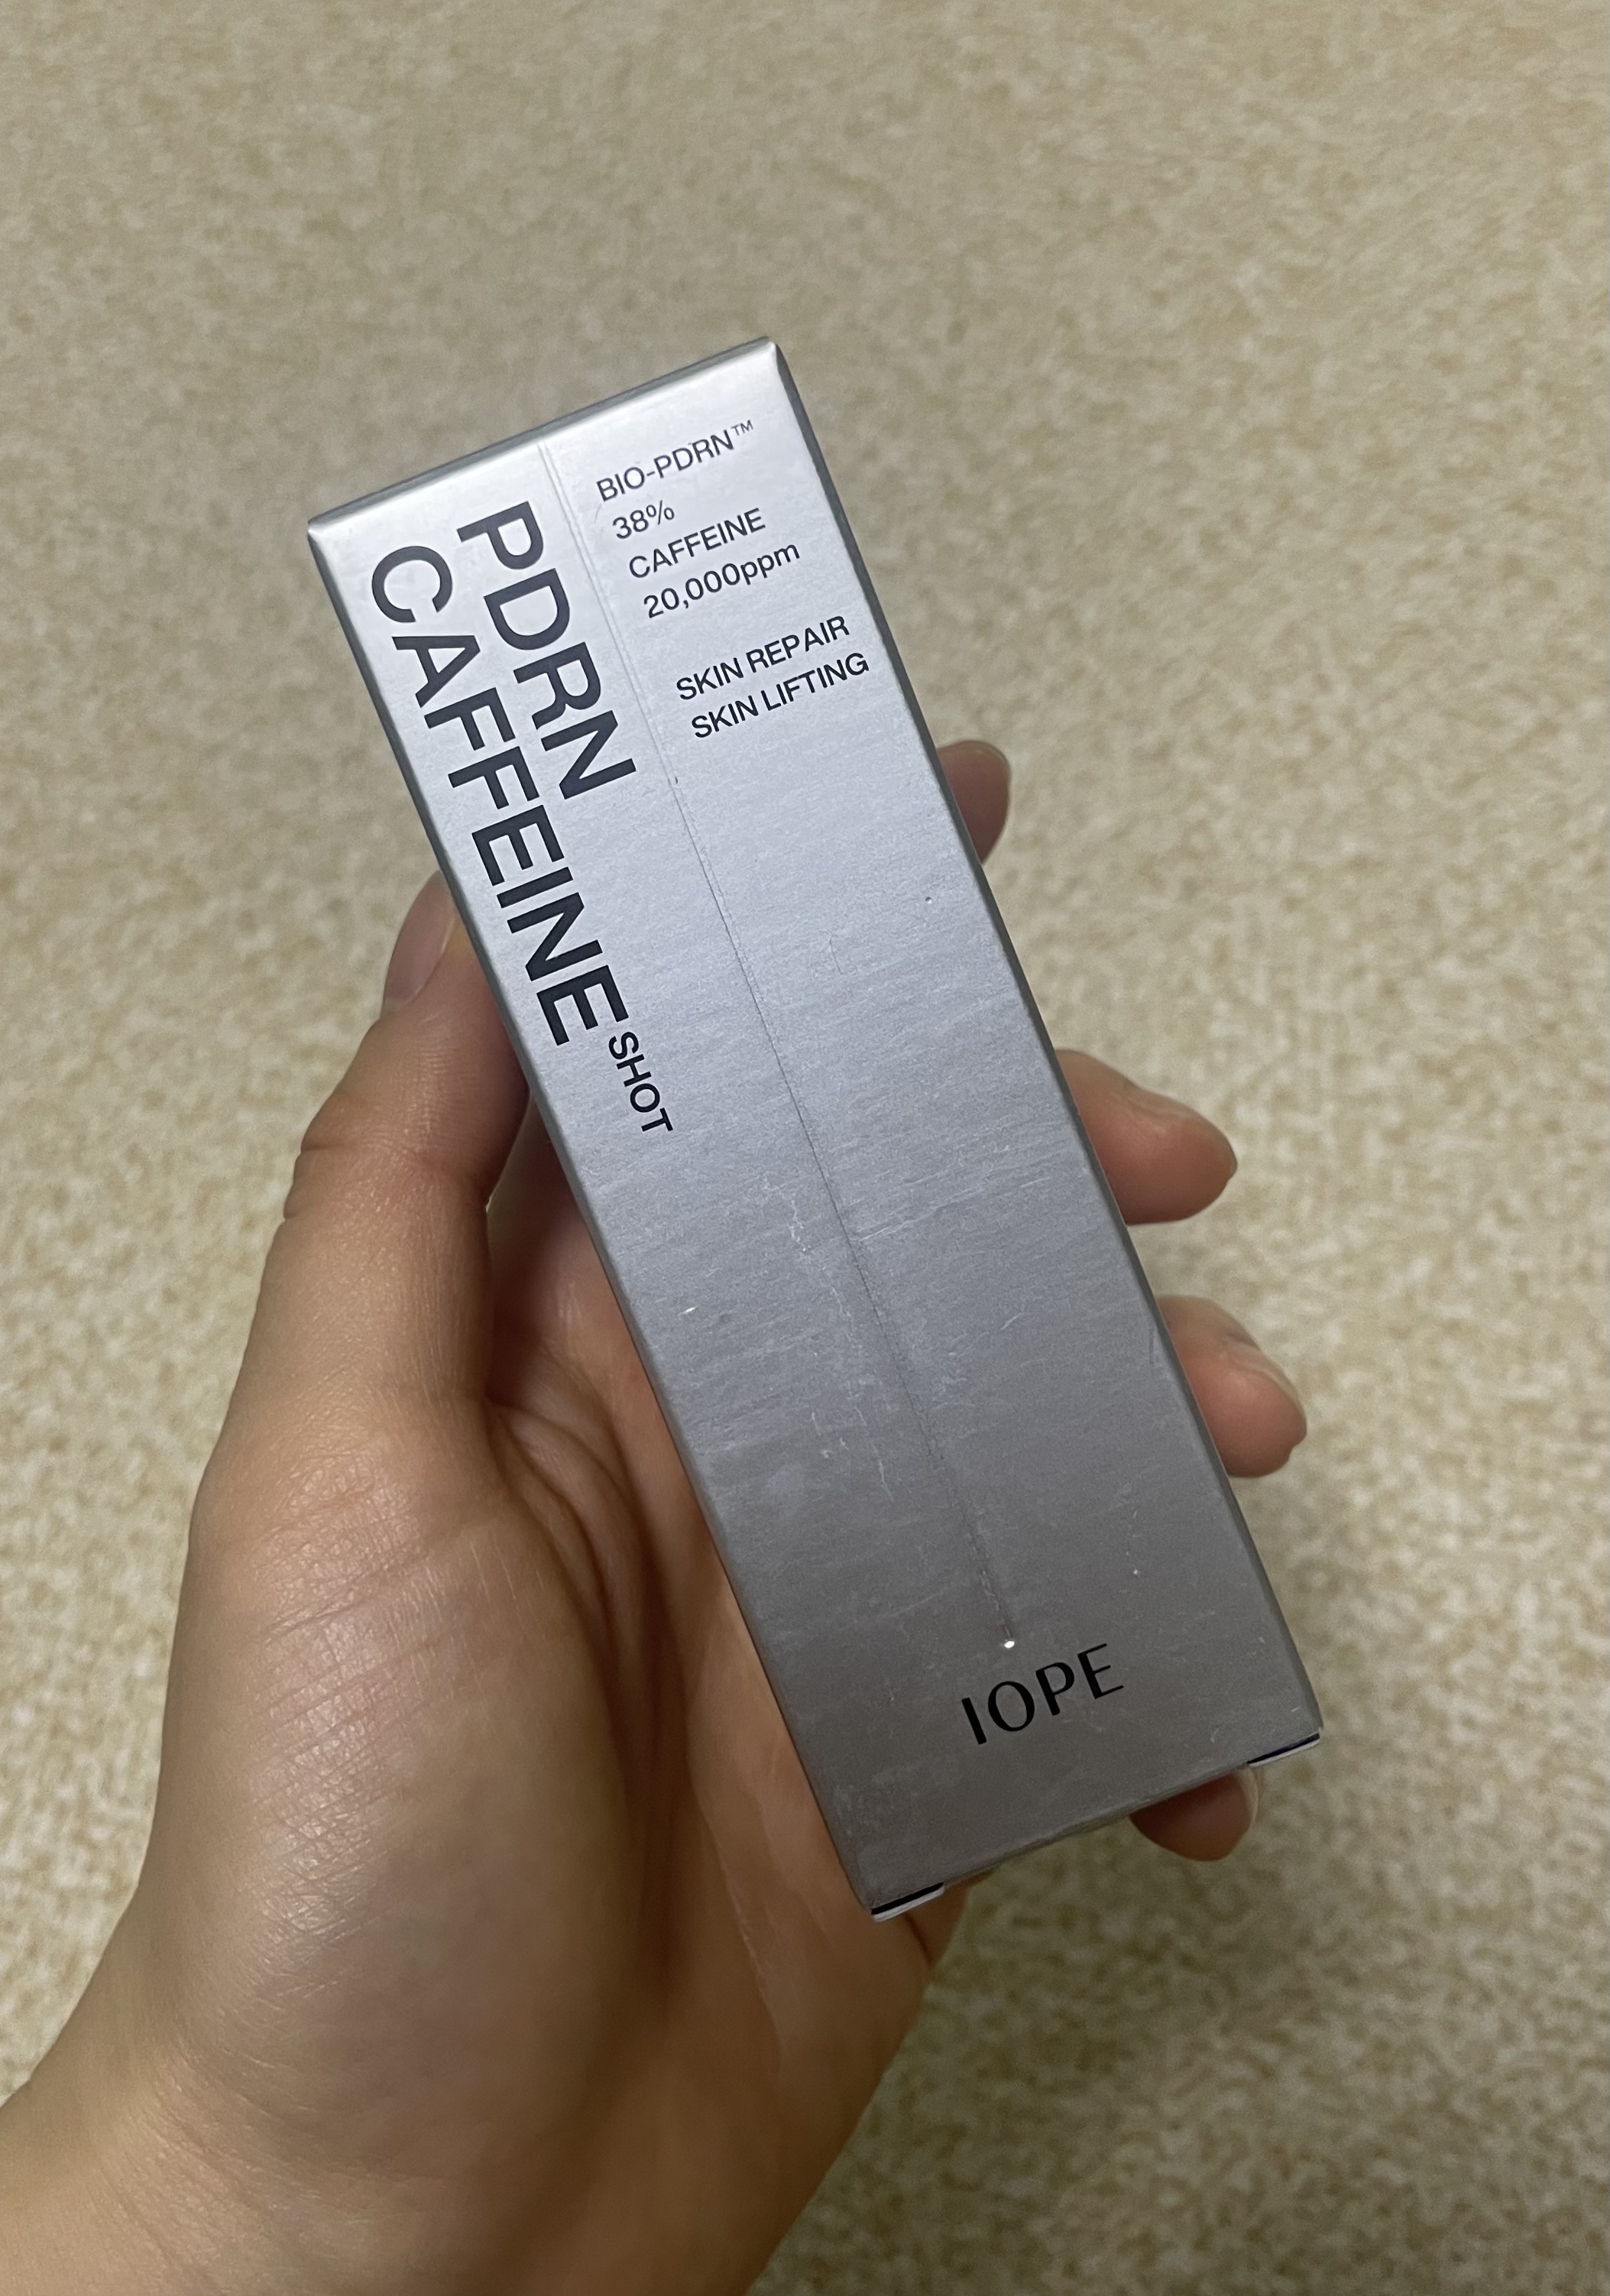 PDRN
CAFFEINE SHOT
BIO-PDRN™
38%
CAFFEINE
20,000ppm
SKIN REPAIR
SKIN LIFTING
IOPE